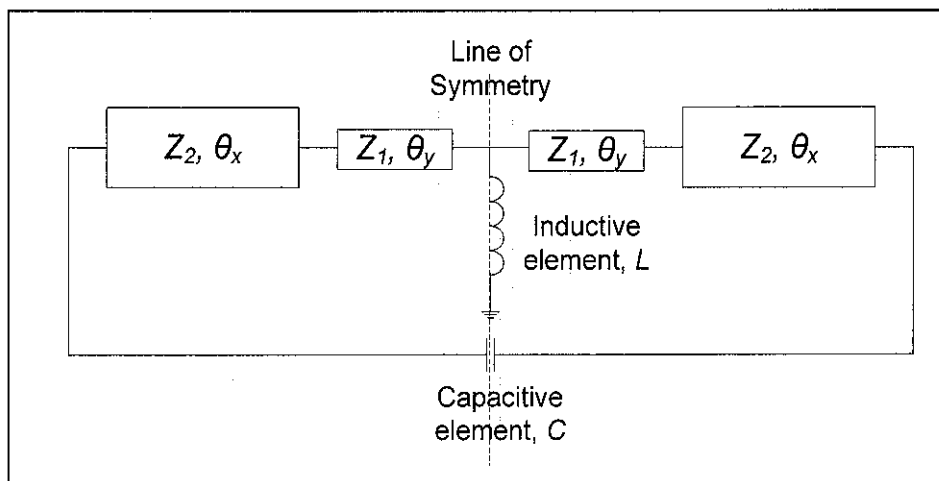 Line of
Symmetry
Z2, θx
Z1, θy
Z1, θy
Z2, θx
Inductive
element, L
Capacitive
element, C